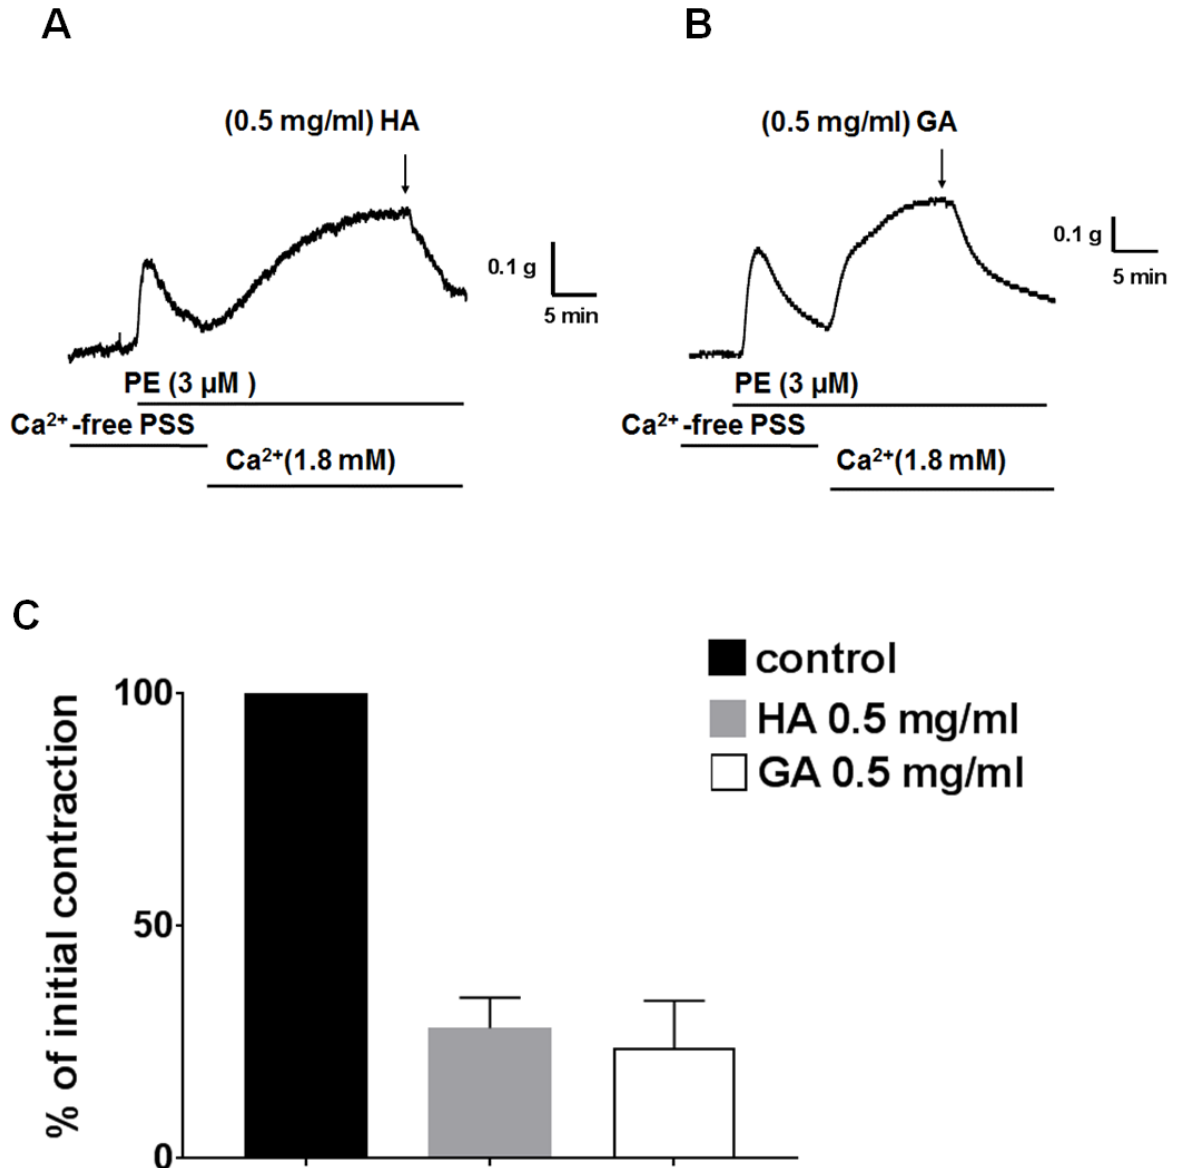 A
(0.5 mg/ml) HA
0.1 g
5 min
PE (3 µM )
Ca²⁺-free PSS
Ca²⁺(1.8 mM)
B
(0.5 mg/ml) GA
0.1 g
5 min
PE (3 µM)
Ca²⁺-free PSS
Ca²⁺(1.8 mM)
C
% of initial contraction
100
50
0
control
HA 0.5 mg/ml
GA 0.5 mg/ml